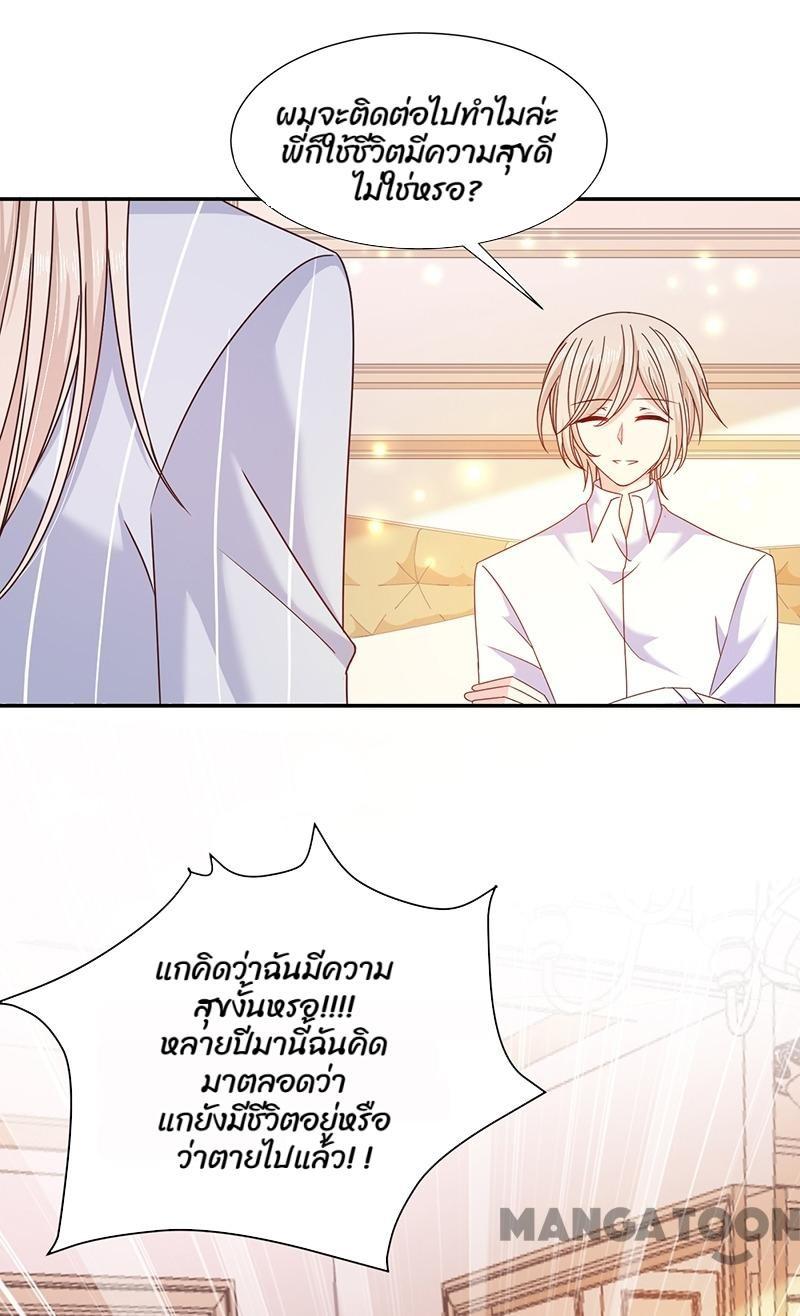 ผมจะติดต่อไปทำไมล่ะ
พี่ก็ใช้ชีวิตมีความสุขดี
ไม่ใช่หรอ?
แกคิดว่าฉันมีความ
สุขงั้นหรอ!!!!
หลายปีมานี้ฉันคิด
มาตลอดว่า
แกยังมีชีวิตอยู่หรือ
ว่าตายไปแล้ว!!
MANGATOON